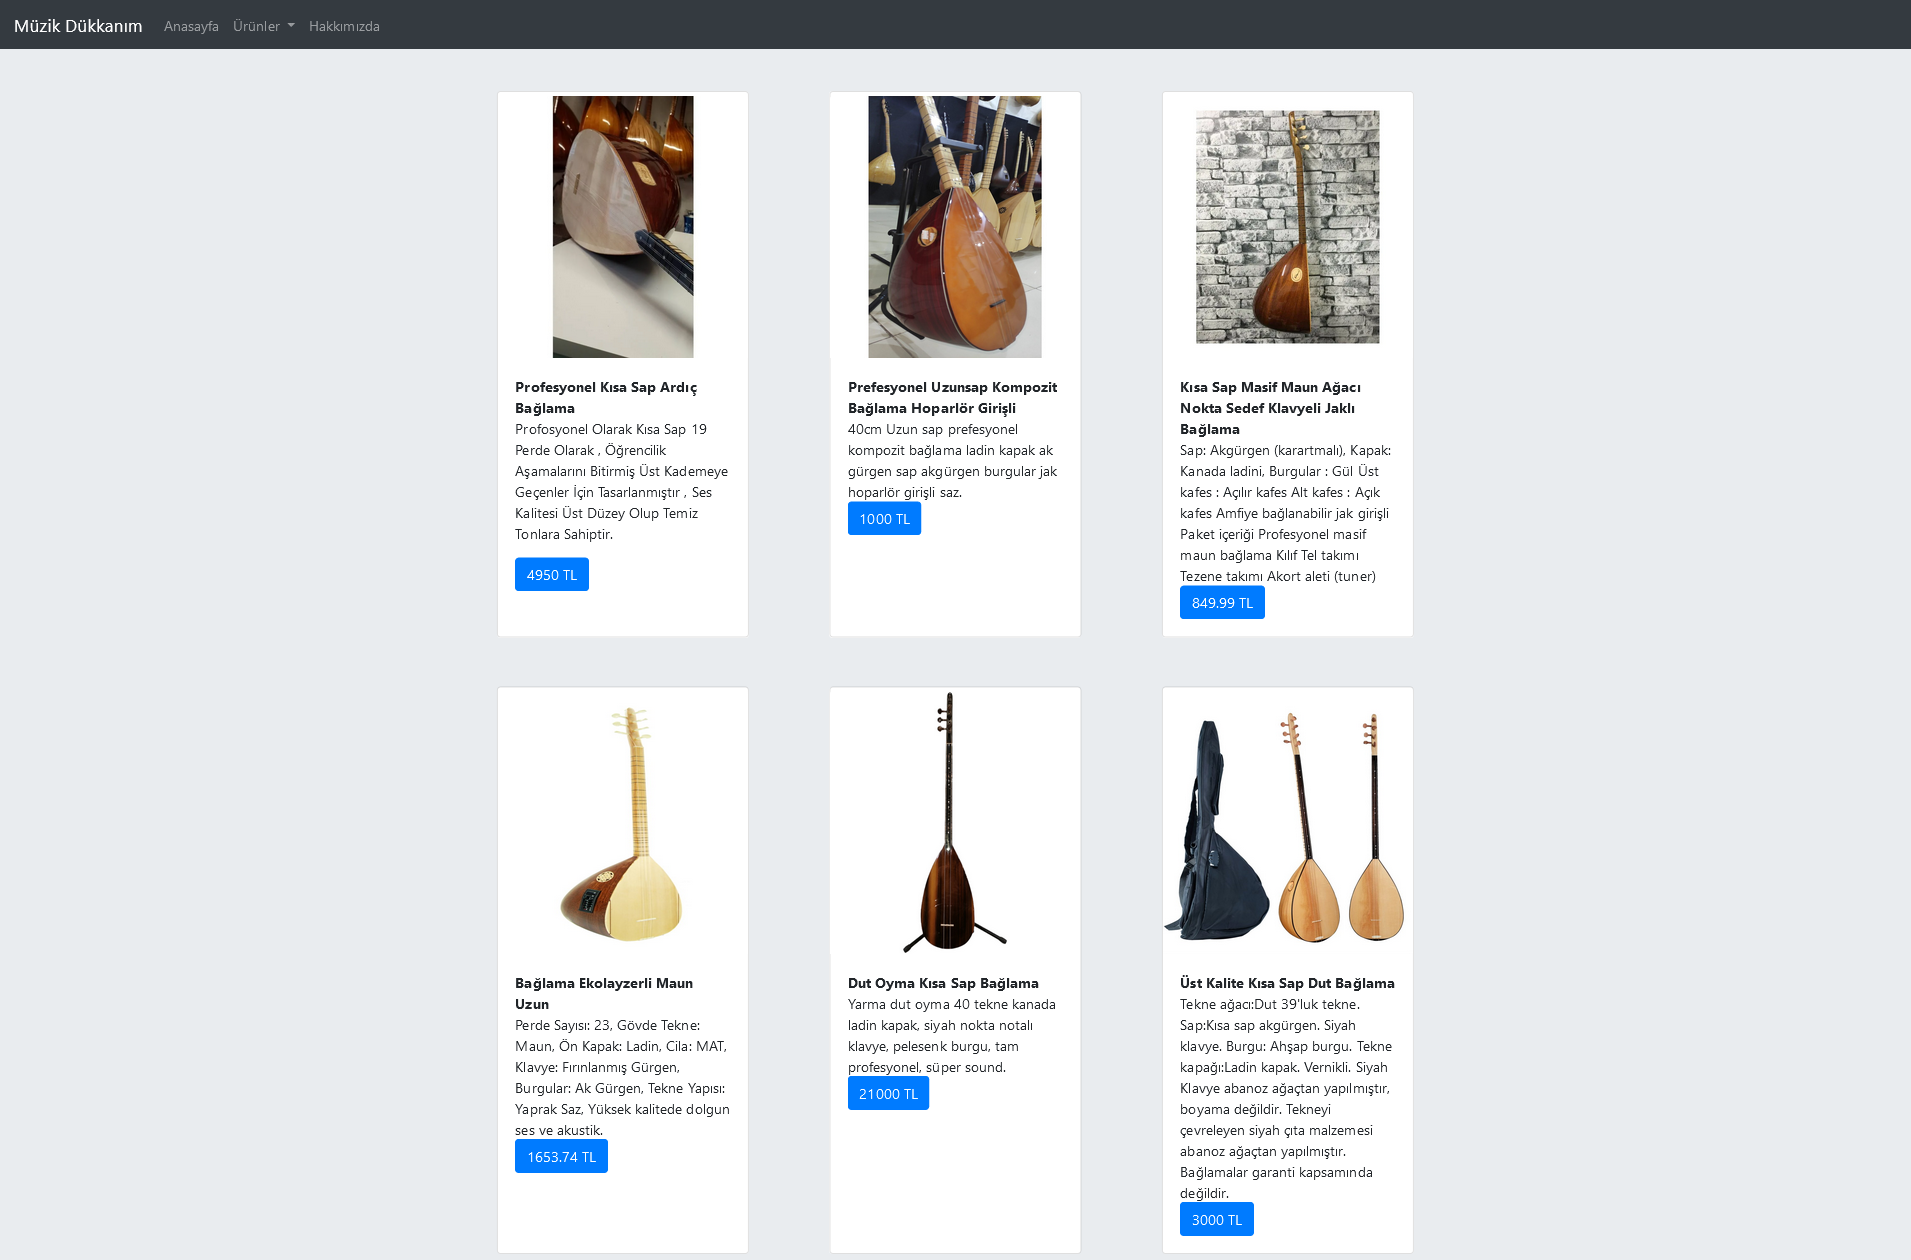 Müzik Dükkanım Anasayfa Ürünler Hakkımızda
Profesyonel Kısa Sap Ardıç
Bağlama
Profosyonel Olarak Kısa Sap 19
Perde Olarak , Öğrencilik
Aşamalarını Bitirmiş Üst Kademeye
Geçenler İçin Tasarlanmıştır , Ses
Kalitesi Üst Düzey Olup Temiz
Tonlara Sahiptir.
4950 TL
Prefesyonel Uzunsap Kompozit
Bağlama Hoparlör Girişli
40cm Uzun sap prefesyonel
kompozit bağlama ladin kapak ak
gürgen sap akgürgen burgular jak
hoparlör girişli saz.
1000 TL
Kısa Sap Masif Maun Ağacı
Nokta Sedef Klavyeli Jaklı
Bağlama
Sap: Akgürgen (karartmalı), Kapak:
Kanada ladini, Burgular : Gül Üst
kafes : Açılır kafes Alt kafes : Açık
kafes Amfiye bağlanabilir jak girişli
Paket içeriği Profesyonel masif
maun bağlama Kılıf Tel takımı
Tezene takımı Akort aleti (tuner)
849.99 TL
Bağlama Ekolayzerli Maun
Uzun
Perde Sayısı: 23, Gövde Tekne:
Maun, Ön Kapak: Ladin, Cila: MAT,
Klavye: Fırınlanmış Gürgen,
Burgular: Ak Gürgen, Tekne Yapısı:
Yaprak Saz, Yüksek kalitede dolgun
ses ve akustik.
1653.74 TL
Dut Oyma Kısa Sap Bağlama
Yarma dut oyma 40 tekne kanada
ladin kapak, siyah nokta notalı
klavye, pelesenk burgu, tam
profesyonel, süper sound.
21000 TL
Üst Kalite Kısa Sap Dut Bağlama
Tekne ağacı:Dut 39'luk tekne.
Sap:Kısa sap akgürgen. Siyah
klavye. Burgu: Ahşap burgu. Tekne
kapağı:Ladin kapak. Vernikli. Siyah
Klavye abanoz ağaçtan yapılmıştır,
boyama değildir. Tekneyi
çevreleyen siyah çıta malzemesi
abanoz ağaçtan yapılmıştır.
Bağlamalar garanti kapsamında
değildir.
3000 TL